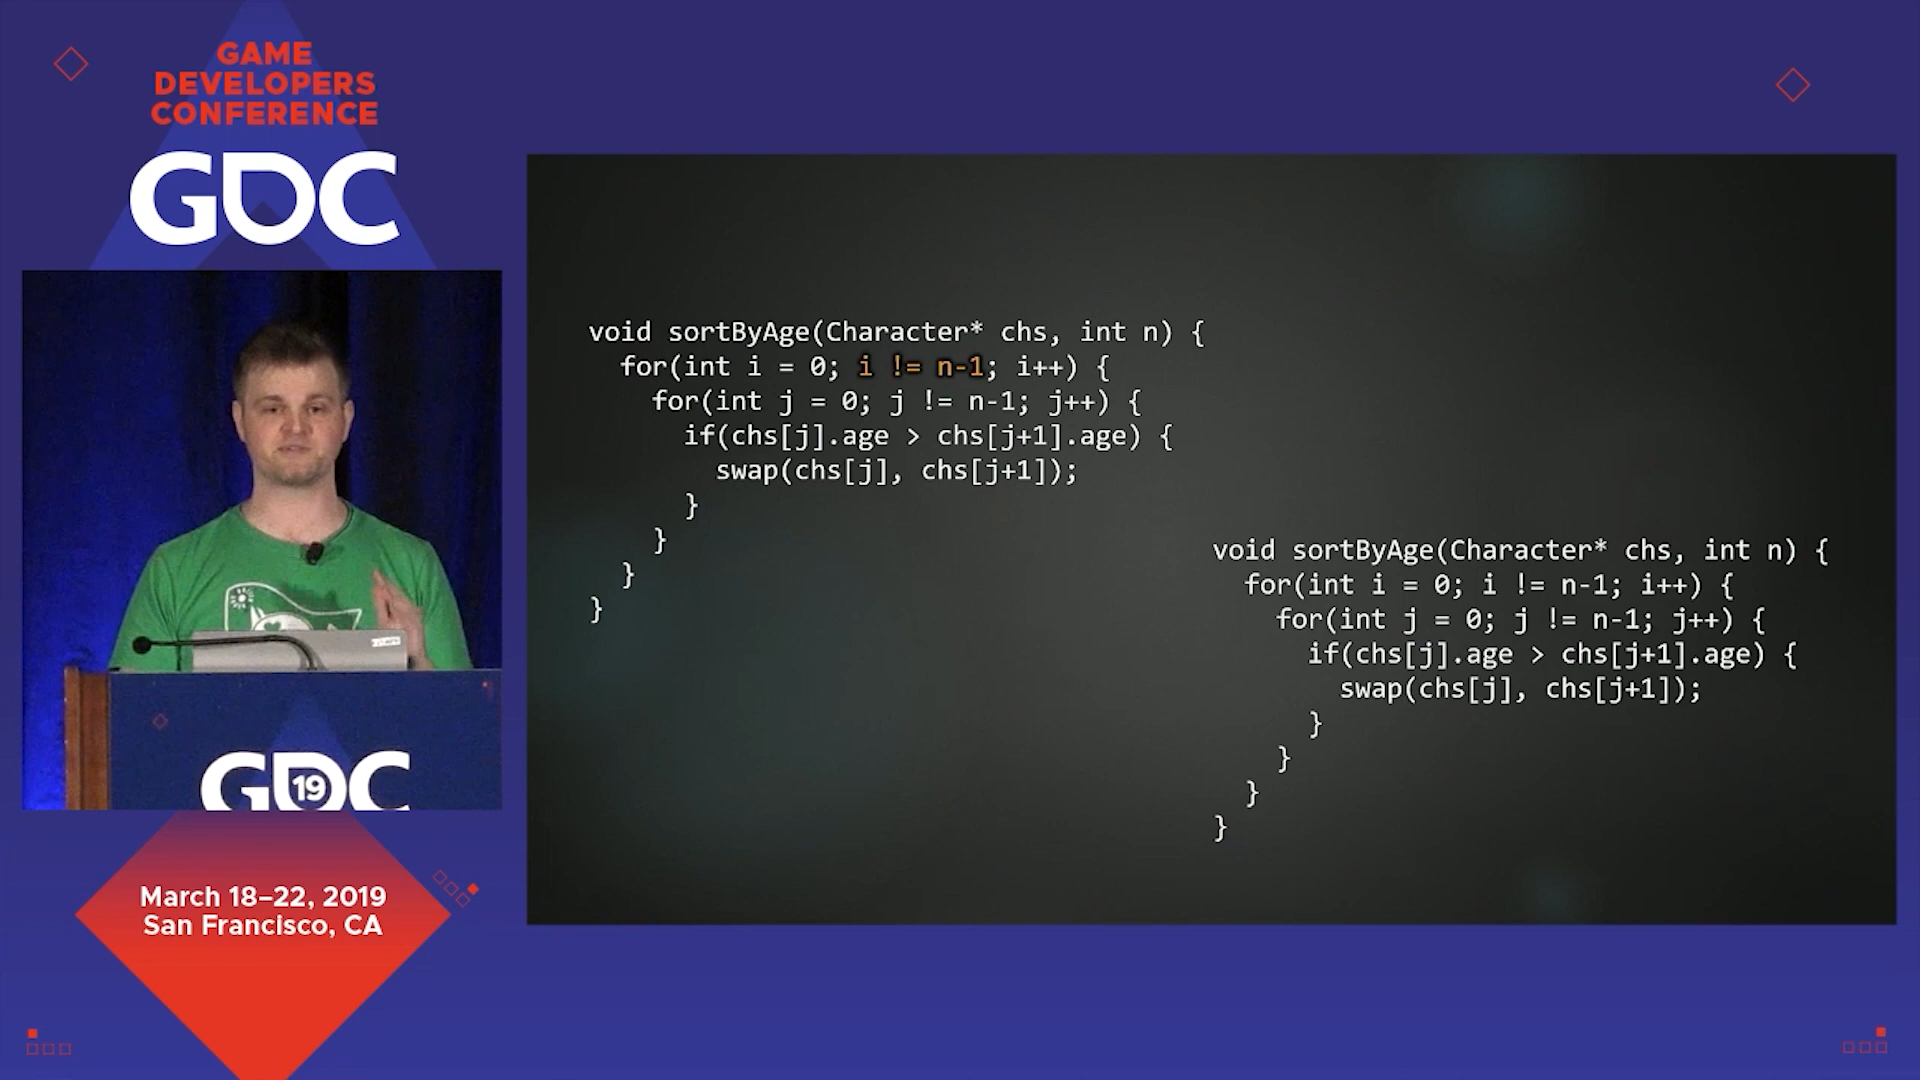 GAME
DEVELOPERS
CONFERENCE
GDC
void sortByAge(Character* chs, int n) {
  for(int i = 0; i != n-1; i++) {
    for(int j = 0; j != n-1; j++) {
      if(chs[j].age > chs[j+1].age) {
        swap(chs[j], chs[j+1]);
      }
    }
  }
}
void sortByAge(Character* chs, int n) {
  for(int i = 0; i != n-1; i++) {
    for(int j = 0; j != n-1; j++) {
      if(chs[j].age > chs[j+1].age) {
        swap(chs[j], chs[j+1]);
      }
    }
  }
}
GDC
19
March 18–22, 2019
San Francisco, CA